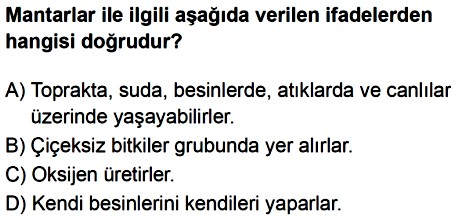 Mantarlar ile ilgili aşağıda verilen ifadelerden
hangisi doğrudur?
A) Toprakta, suda, besinlerde, atıklarda ve canlılar
üzerinde yaşayabilirler.
B) Çiçeksiz bitkiler grubunda yer alırlar.
C) Oksijen üretirler.
D) Kendi besinlerini kendileri yaparlar.